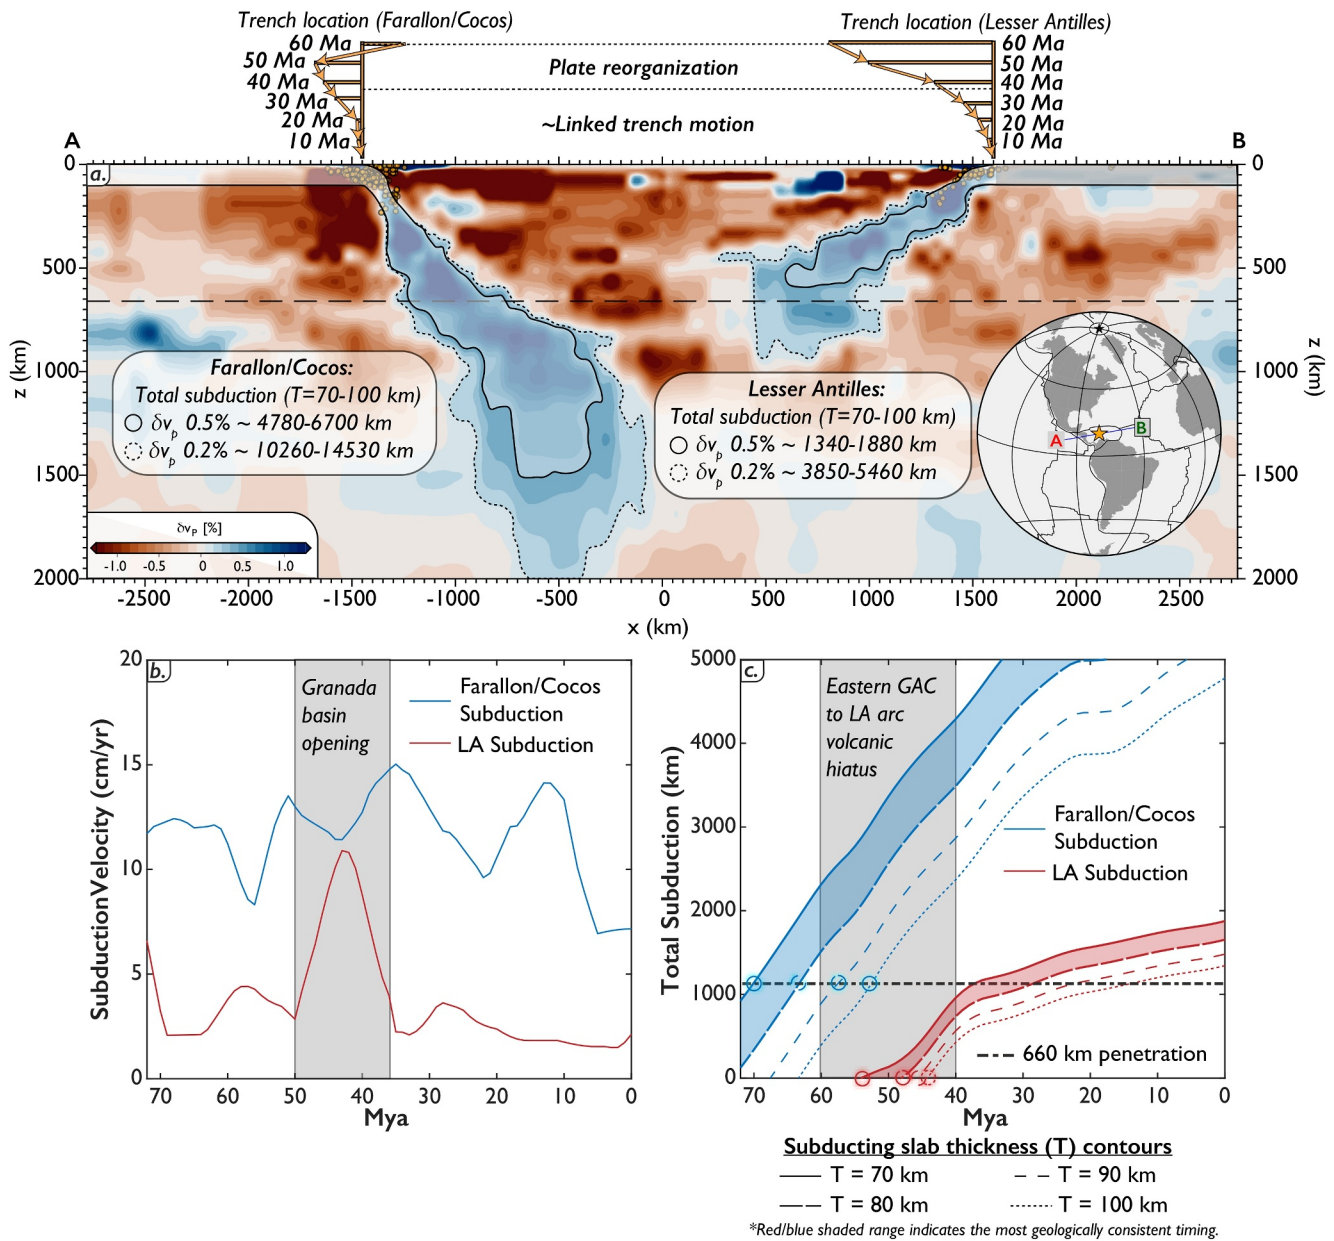 Trench location (Farallon/Cocos)
Trench location (Lesser Antilles)
60 Ma
50 Ma
40 Ma
30 Ma
20 Ma
10 Ma
Plate reorganization
~Linked trench motion
60 Ma
50 Ma
40 Ma
30 Ma
20 Ma
10 Ma
A
B
a.
0
500
1000
1500
2000
z (km)
0
500
1000
1500
2000
z (km)
Farallon/Cocos:
Total subduction (T=70-100 km)
δvp 0.5% ~ 4780-6700 km
δvp 0.2% ~ 10260-14530 km
Lesser Antilles:
Total subduction (T=70-100 km)
δvp 0.5% ~ 1340-1880 km
δvp 0.2% ~ 3850-5460 km
A
B
δvP [%]
-1.0 -0.5 0 0.5 1.0
-2500 -2000 -1500 -1000 -500 0 500 1000 1500 2000 2500
x (km)
b.
20
15
10
5
0
Subduction Velocity (cm/yr)
Granada
basin
opening
Farallon/Cocos
Subduction
LA Subduction
70 60 50 40 30 20 10 0
Mya
c.
5000
4000
3000
2000
1000
0
Total Subduction (km)
Eastern GAC
to LA arc
volcanic
hiatus
Farallon/Cocos
Subduction
LA Subduction
660 km penetration
70 60 50 40 30 20 10 0
Mya
Subducting slab thickness (T) contours
T = 70 km
T = 90 km
T = 80 km
T = 100 km
*Red/blue shaded range indicates the most geologically consistent timing.